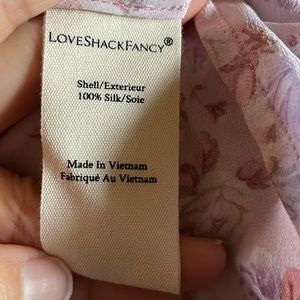 LoveShackFancy®
Shell/Exterieur
100% Silk/Soie
Made In Vietnam
Fabriqué Au Vietnam